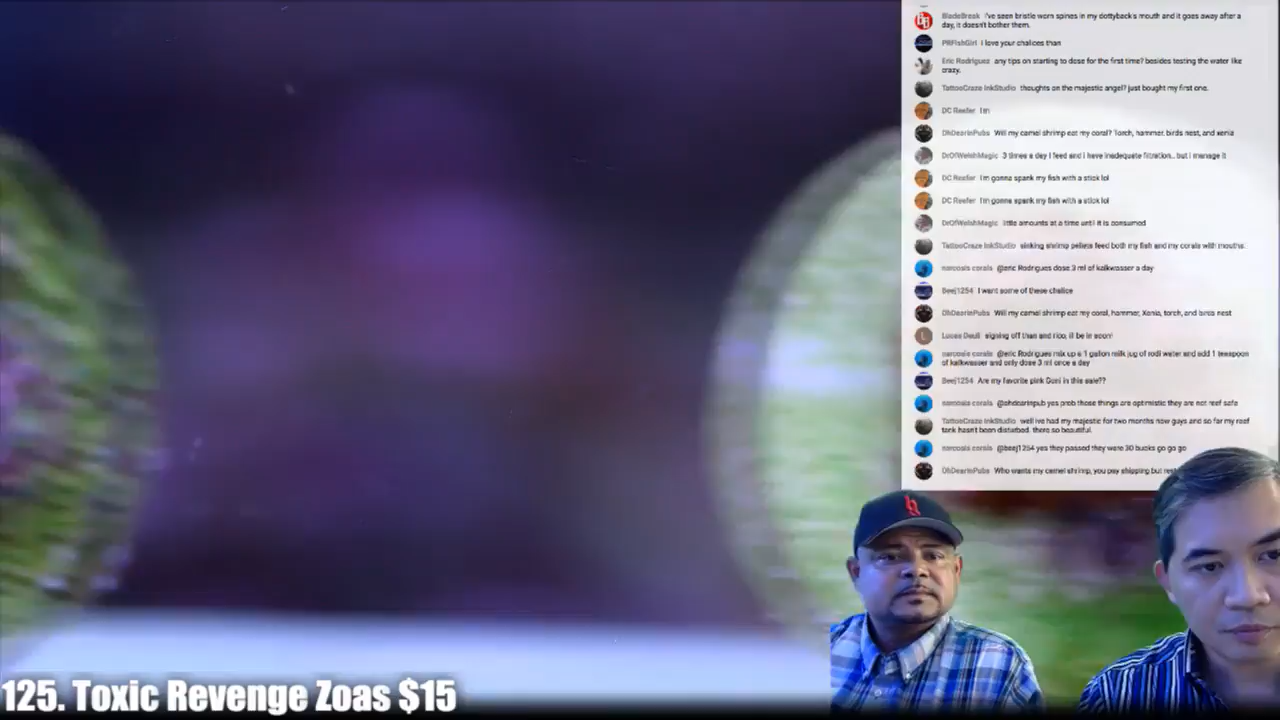 BladeBreak I've seen bristle worn spines in my dottyback's mouth and it goes away after a
day, it doesn't bother them.
PRFishGirl I love your chalices than
Eric Rodriguez any tips on starting to dose for the first time? besides testing the water like
crazy.
TattooCraze InkStudio thoughts on the majestic angel? just bought my first one.
DC Reefer I'm
OhDearInPubs Will my camel shrimp eat my coral? Torch, hammer, birds nest, and xenia
DrOfWelshMagic 3 times a day I feed and I have inadequate filtration.. but I manage it
DC Reefer I'm gonna spank my fish with a stick lol
DC Reefer I'm gonna spank my fish with a stick lol
DrOfWelshMagic little amounts at a time until it is consumed
TattooCraze InkStudio sinking shrimp pellets feed both my fish and my corals with mouths.
narcosis corals @eric Rodrigues dose 3 ml of kalkwasser a day
Beej1254 I want some of these chalice
OhDearInPubs Will my camel shrimp eat my coral, hammer, Xenia, torch, and birds nest
Lucas Deull signing off than and rico, ill be in soon!
narcosis corals @eric Rodrigues mix up a 1 gallon milk jug of rodi water and add 1 teaspoon
of kalkwasser and only dose 3 ml once a day
Beej1254 Are my favorite pink Goni in this sale??
narcosis corals @ohdearinpub yes prob those things are optimistic they are not reef safe
TattooCraze InkStudio well ive had my majestic for two months now guys and so far my reef
tank hasn't been disturbed. there so beautiful.
narcosis corals @beej1254 yes they passed they were 30 bucks go go go
OhDearInPubs Who wants my camel shrimp, you pay shipping but
125. Toxic Revenge Zoas $15